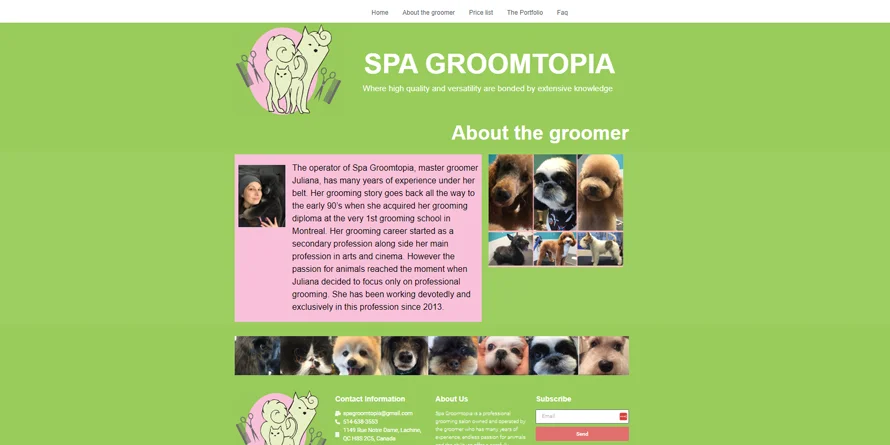 Home About the groomer Price list The Portfolio Faq
SPA GROOMTOPIA
Where high quality and versatility are bonded by extensive knowledge
About the groomer
The operator of Spa Groomtopia, master groomer
Juliana, has many years of experience under her
belt. Her grooming story goes back all the way to
the early 90's when she acquired her grooming
diploma at the very 1st grooming school in
Montreal. Her grooming career started as a
secondary profession along side her main
profession in arts and cinema. However the
passion for animals reached the moment when
Juliana decided to focus only on professional
grooming. She has been working devotedly and
exclusively in this profession since 2013.
Contact Information
spagroomtopia@gmail.com
514-638-3553
1149 Rue Notre Dame, Lachine,
QC H8S 2C5, Canada
About Us
Spa Groomtopia is a professional
grooming salon owned and operated by
the groomer who has many years of
experience, endless passion for animals
Subscribe
Email
Send